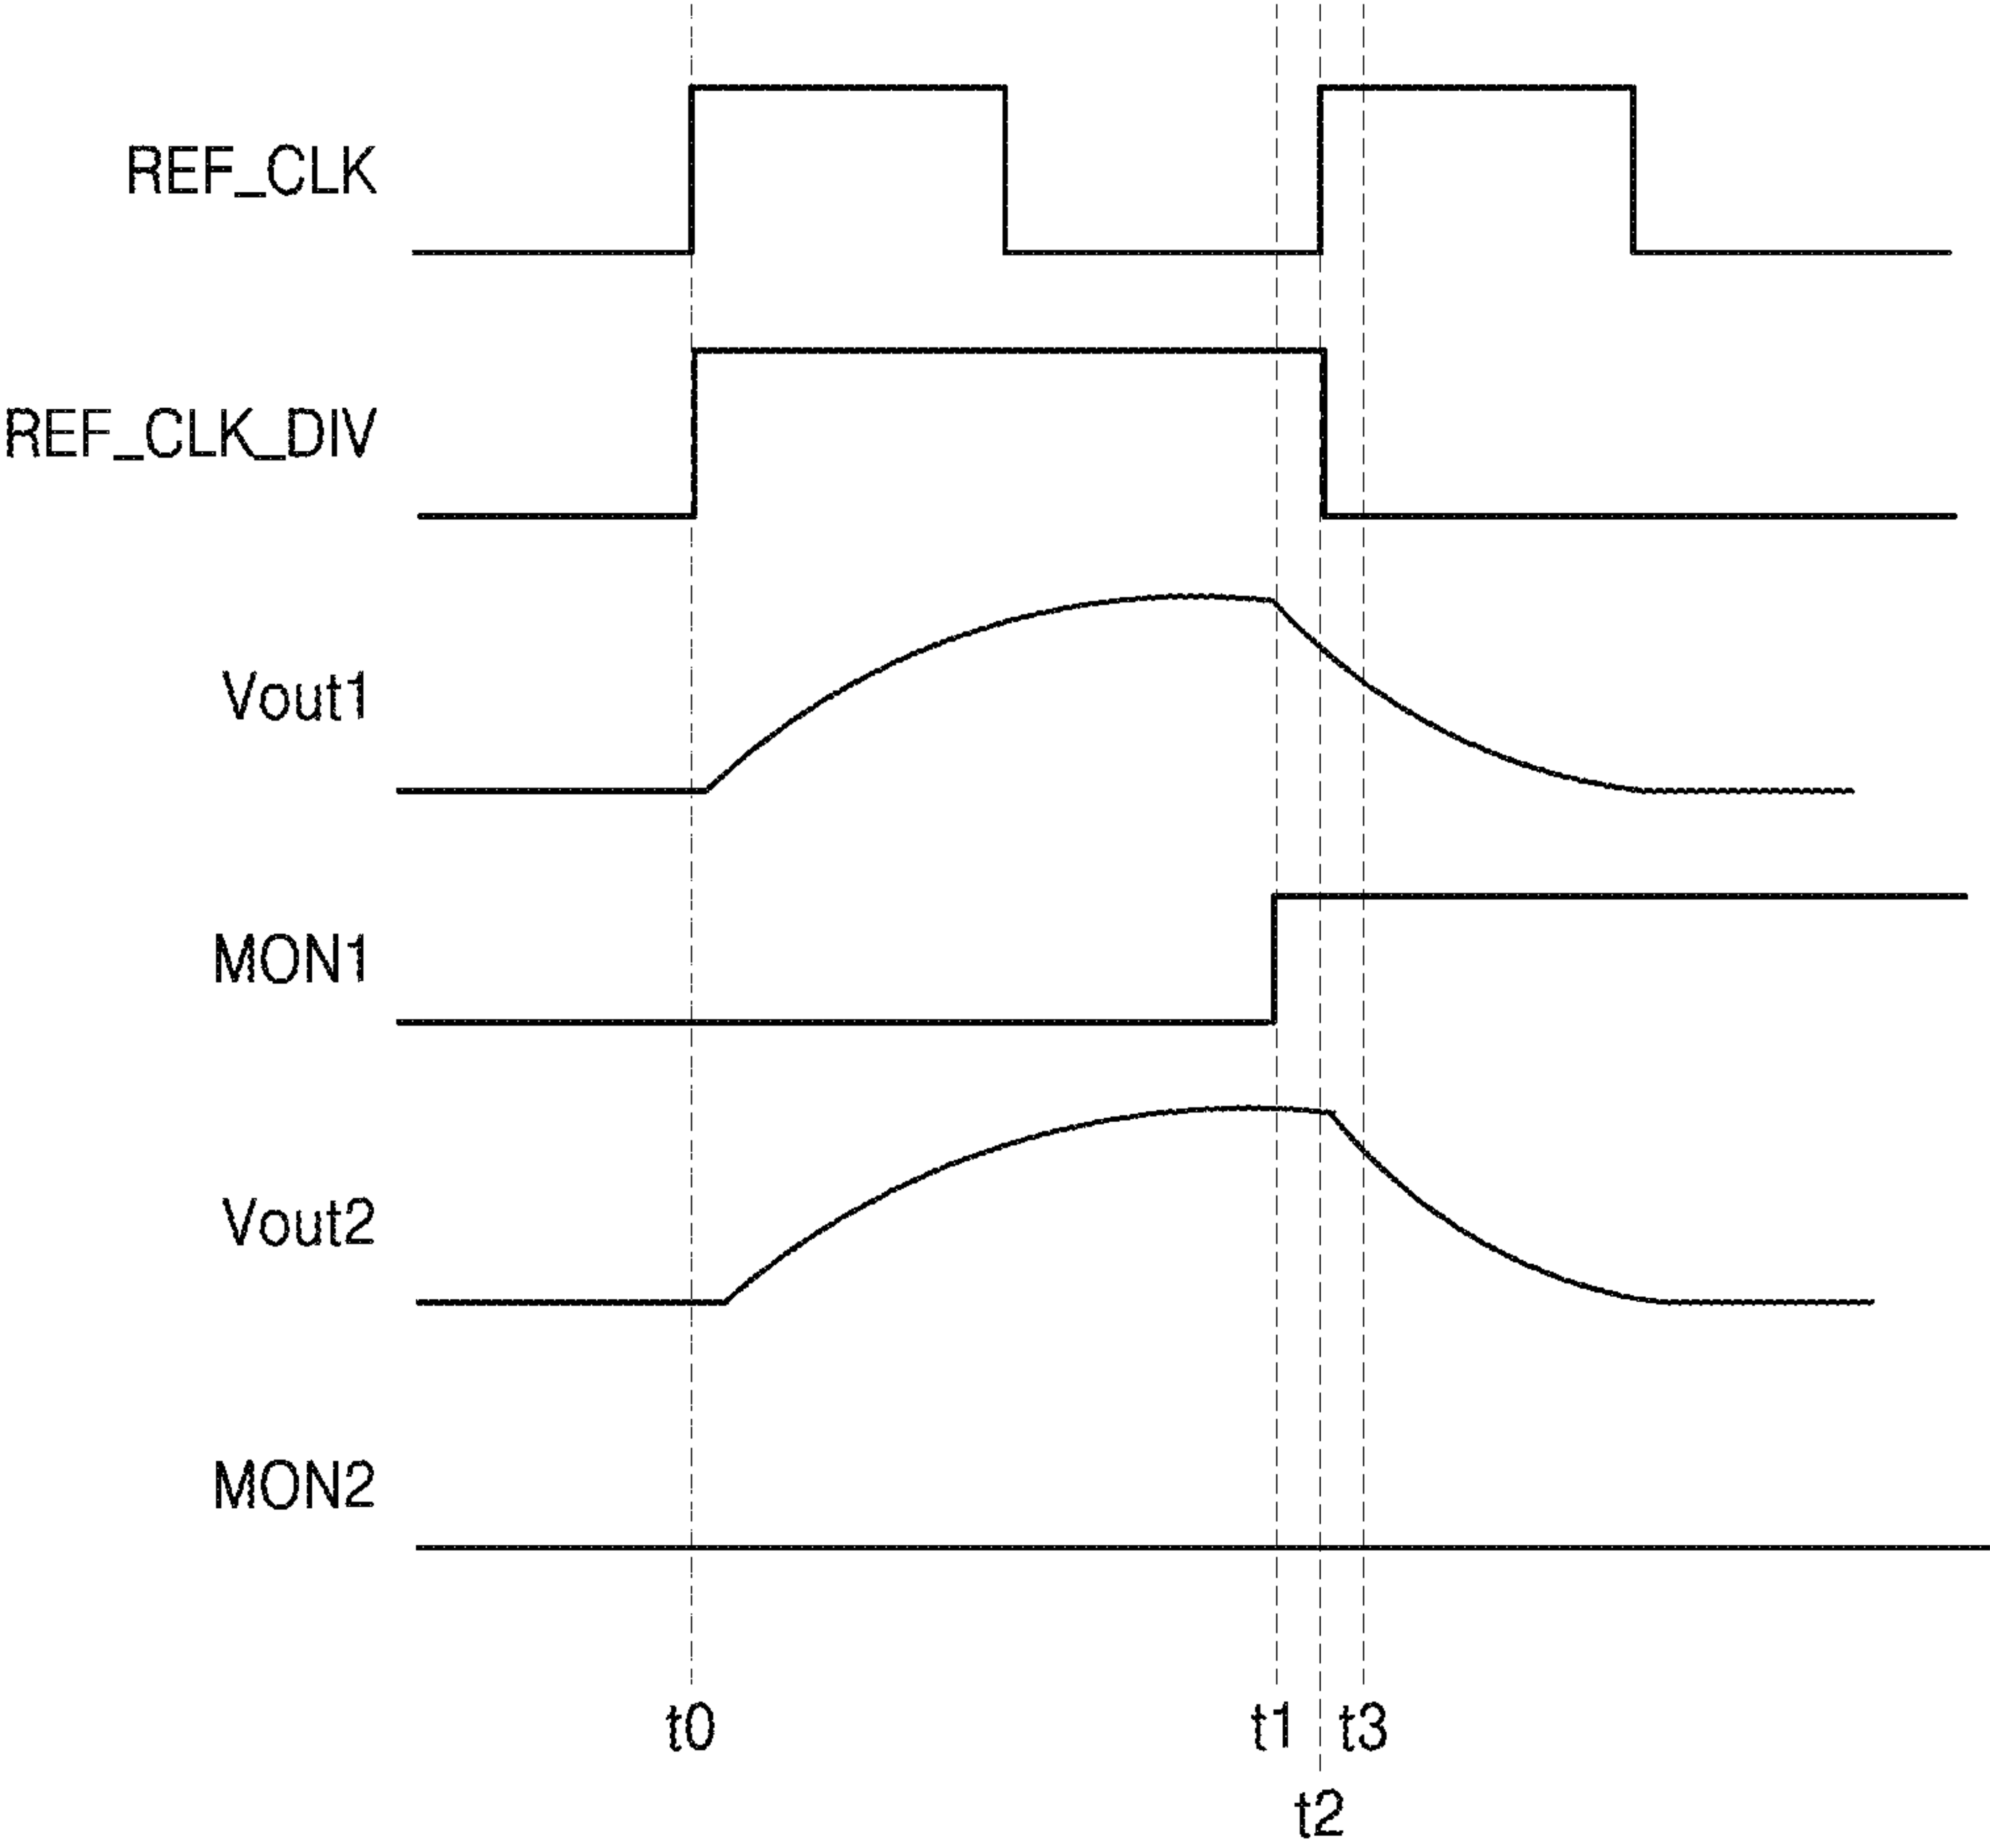 REF_CLK
REF_CLK_DIV
Vout1
MON1
Vout2
MON2
t0
t1
t3
t2